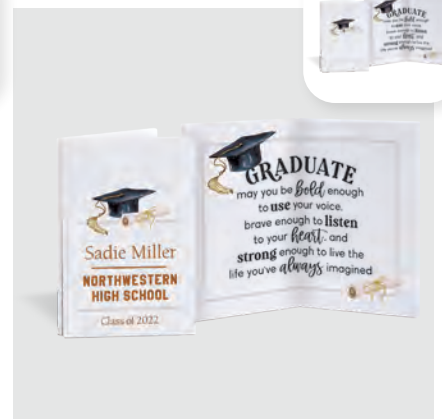 Sadie Miller
NORTHWESTERN
HIGH SCHOOL
Class of 2022
GRADUATE
may you be bold enough
to use your voice,
brave enough to listen
to your heart, and
strong enough to live the
life you've always imagined